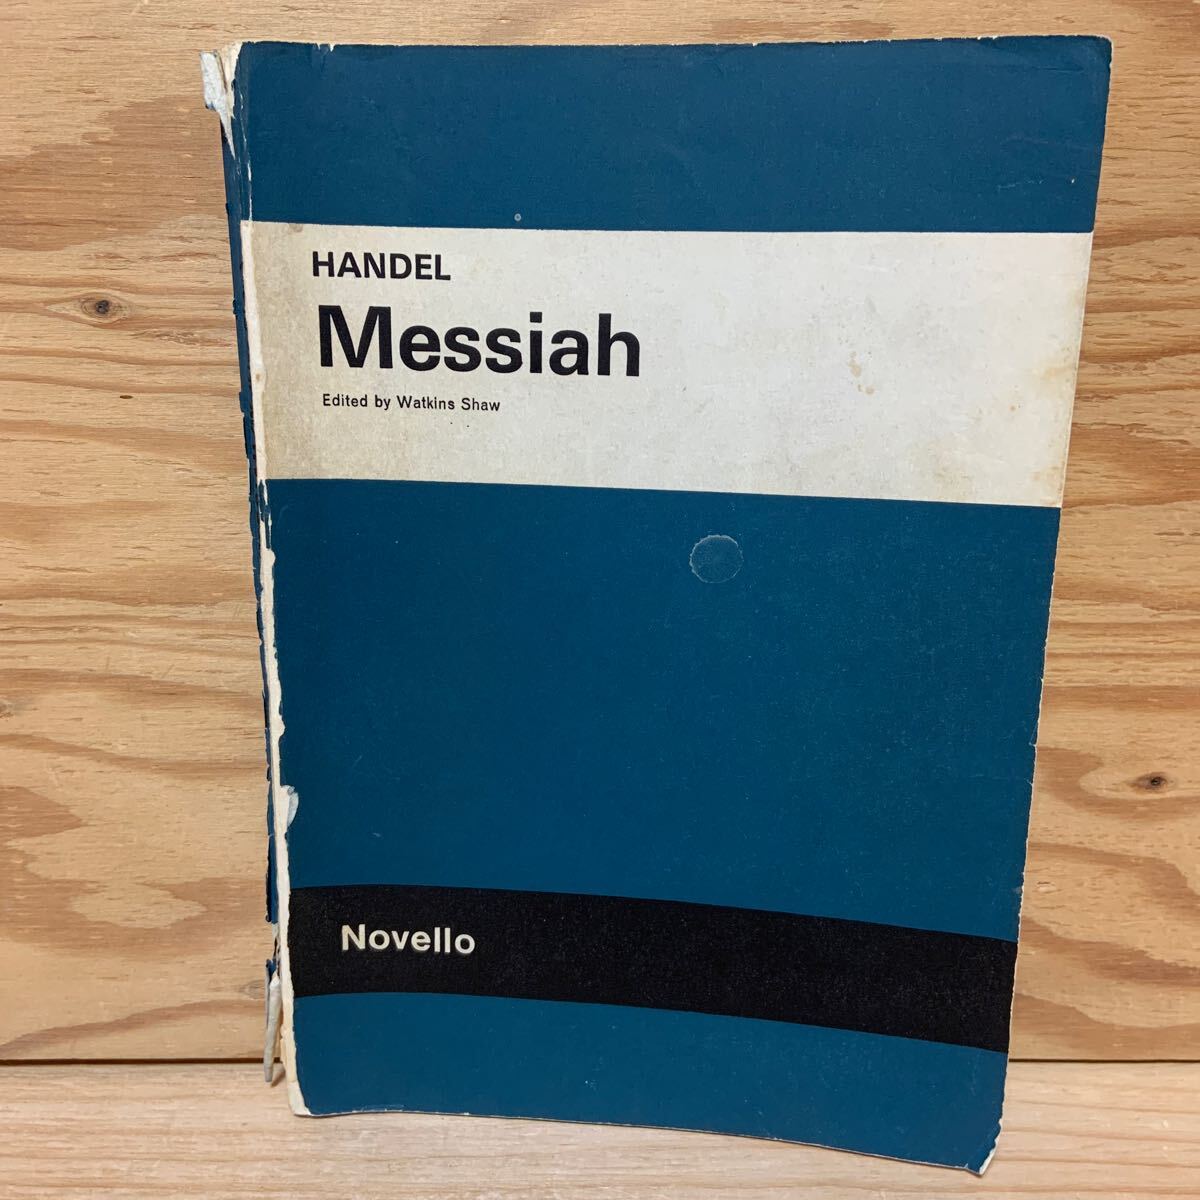 HANDEL
Messiah
Edited by Watkins Shaw
Novello